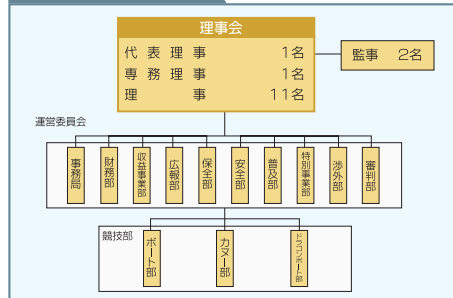 理事会
代表理事 1名
専務理事 1名
理事 11名
監事 2名
運営委員会
事務局
財務部
収益事業部
広報部
保全部
安全部
普及部
特別事業部
渉外部
審判部
競技部
ボート部
カヌー部
ドラゴンボート部